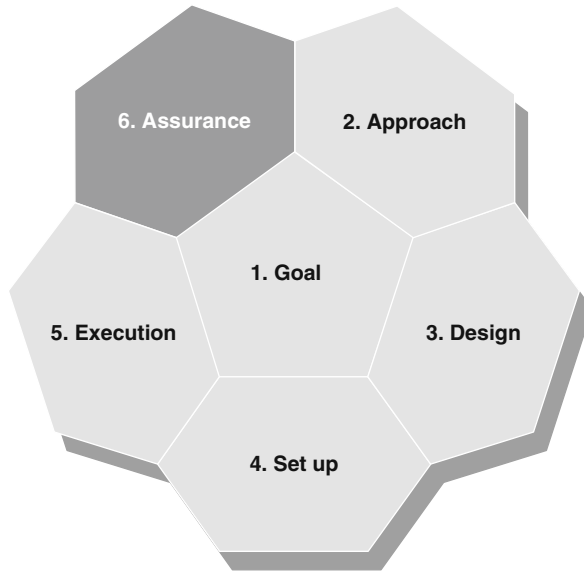 6. Assurance
2. Approach
1. Goal
5. Execution
3. Design
4. Set up